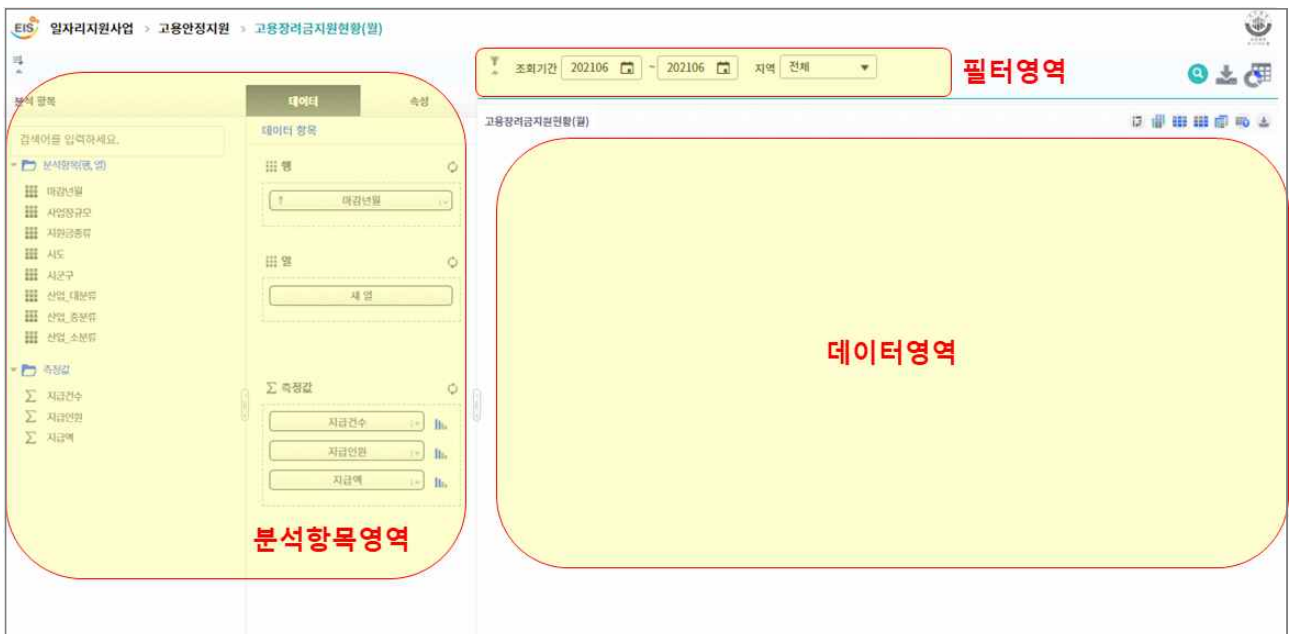 EIS 일자리지원사업 > 고용안정지원 > 고용장려금지원현황(월)
조회기간 202106 ~ 202106 지역 전체
필터영역
분석 항목
데이터 속성
검색어를 입력하세요.
분석항목(행, 열)
마감년월
사업장규모
지원금종류
시도
시군구
산업_대분류
산업_중분류
산업_소분류
측정값
지급건수
지급인원
지급액
데이터 항목
행
마감년월
열
새 열
측정값
지급건수
지급인원
지급액
분석항목영역
고용장려금지원현황(월)
데이터영역